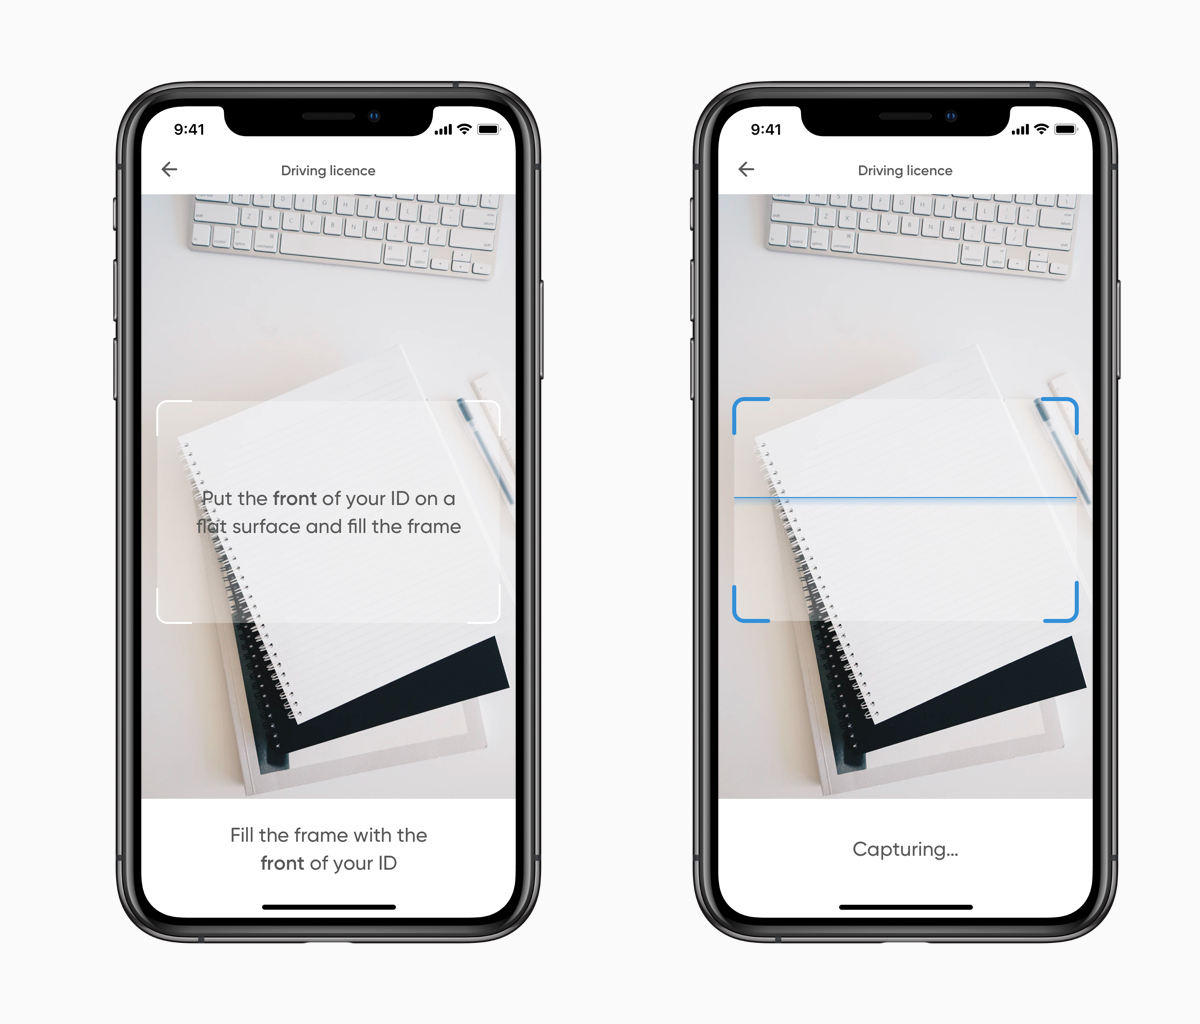 9:41
Driving licence
Put the front of your ID on a
flat surface and fill the frame
Fill the frame with the
front of your ID
9:41
Driving licence
Capturing...